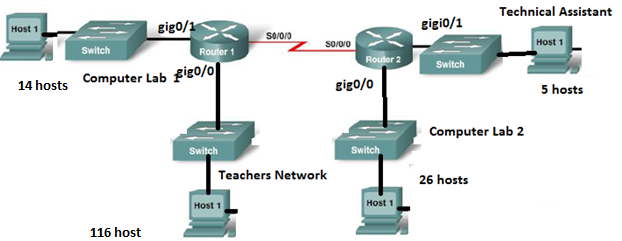 Technical Assistant
Host 1
gig0/1
S0/0/0
S0/0/0
gigi0/1
Host 1
Switch
Router 1
Router 2
Switch
14 hosts
Computer Lab 1
gig0/0
gig0/0
5 hosts
Switch
Switch
Computer Lab 2
Teachers Network
26 hosts
Host 1
Host 1
116 host